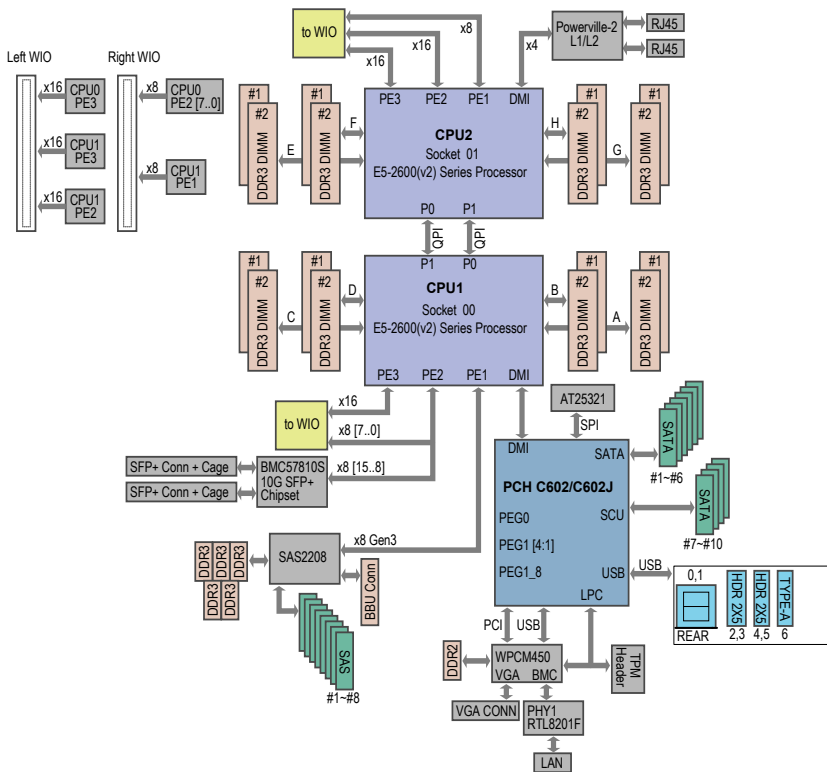 Left WIO
Right WIO
x16
CPU0
PE3
x16
CPU1
PE3
x16
CPU1
PE2
x8
CPU0
PE2 [7..0]
x8
CPU1
PE1
to WIO
x8
x16
x16
x4
Powerville-2
L1/L2
RJ45
RJ45
PE3
PE2
PE1
DMI
CPU2
Socket 01
E5-2600(v2) Series Processor
P0
P1
#1
#2
DDR3 DIMM
E
#1
#2
DDR3 DIMM
F
H
#1
#2
DDR3 DIMM
G
#1
#2
DDR3 DIMM
QPI
QPI
P1
P0
CPU1
Socket 00
E5-2600(v2) Series Processor
PE3
PE2
PE1
DMI
#1
#2
DDR3 DIMM
C
#1
#2
DDR3 DIMM
D
B
#1
#2
DDR3 DIMM
A
#1
#2
DDR3 DIMM
to WIO
x16
x8 [7..0]
x8 [15..8]
SFP+ Conn + Cage
SFP+ Conn + Cage
BMC57810S
10G SFP+
Chipset
x8 Gen3
SAS2208
DDR3
DDR3
DDR3
DDR3
DDR3
BBU Conn
SAS
#1~#8
AT25321
SPI
DMI
SATA
PCH C602/C602J
PEG0
SCU
PEG1 [4:1]
PEG1_8
USB
LPC
SATA
#1~#6
SATA
#7~#10
USB
0,1
REAR
HDR 2X5
2,3
HDR 2X5
4,5
TYPE-A
6
PCI
USB
DDR2
WPCM450
VGA
BMC
TPM
Header
VGA CONN
PHY1
RTL8201F
LAN